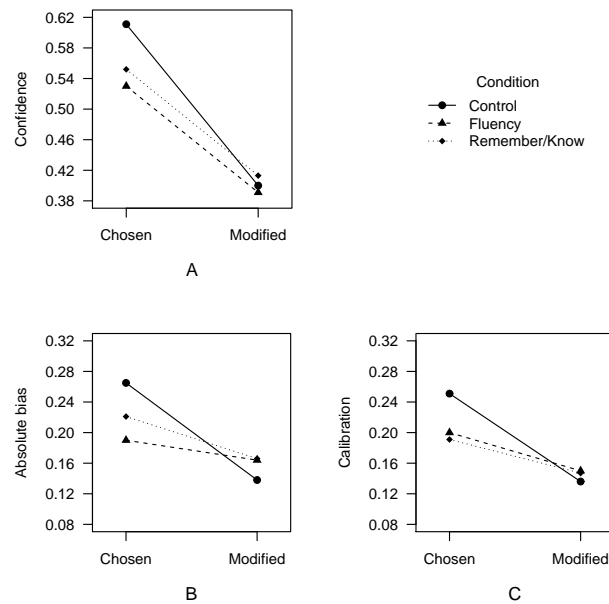 0.62
0.58
0.54
0.50
0.46
0.42
0.38
Confidence
Chosen Modified
A
Condition
Control
Fluency
Remember/Know
0.32
0.28
0.24
0.20
0.16
0.12
0.08
Absolute bias
Chosen Modified
B
0.32
0.28
0.24
0.20
0.16
0.12
0.08
Calibration
Chosen Modified
C